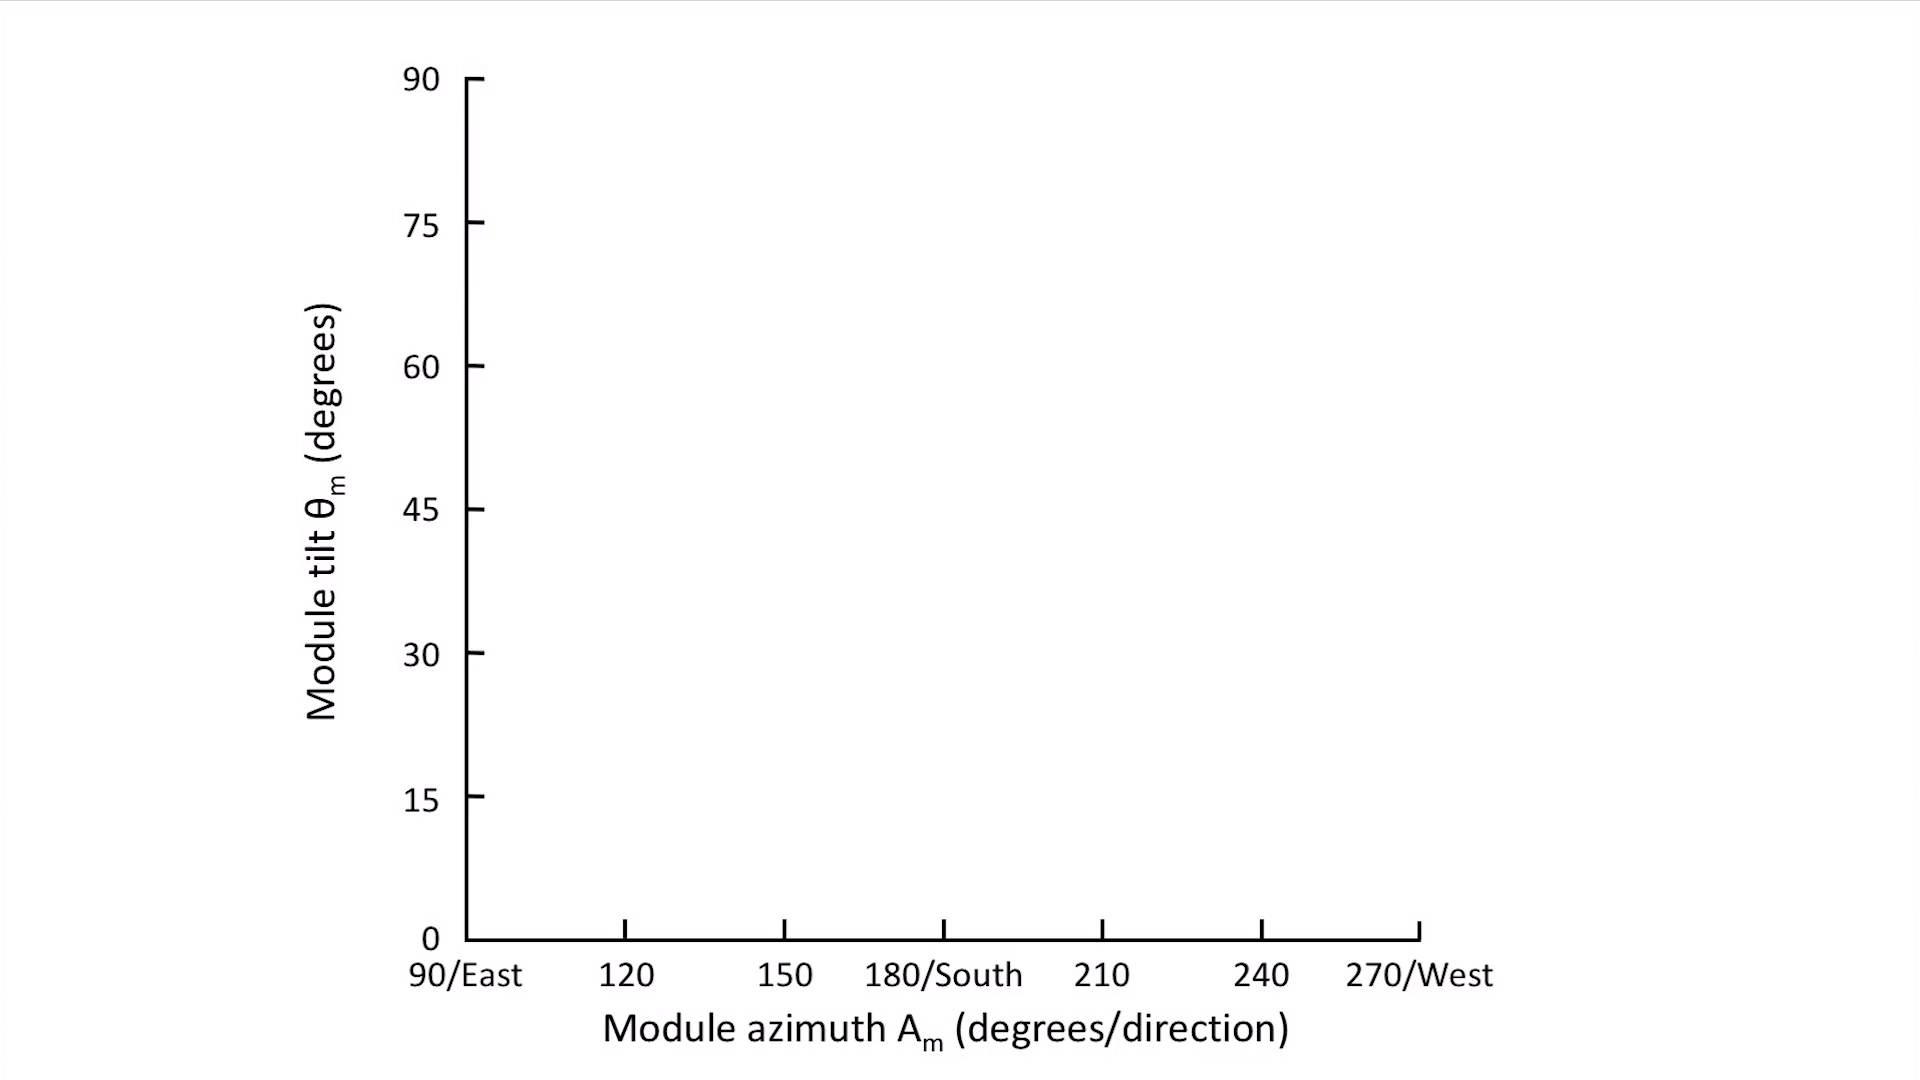 90
75
60
45
30
15
0
Module tilt θm (degrees)
90/East 120 150 180/South 210 240 270/West
Module azimuth Am (degrees/direction)